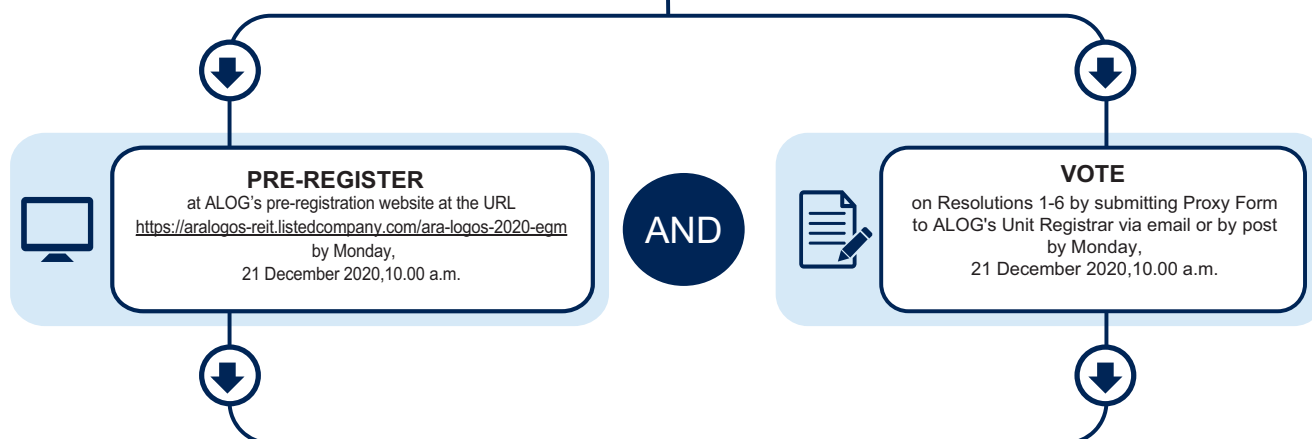 PRE-REGISTER
at ALOG's pre-registration website at the URL
https://aralogos-reit.listedcompany.com/ara-logos-2020-egm
by Monday,
21 December 2020,10.00 a.m.
AND
VOTE
on Resolutions 1-6 by submitting Proxy Form
to ALOG's Unit Registrar via email or by post
by Monday,
21 December 2020,10.00 a.m.